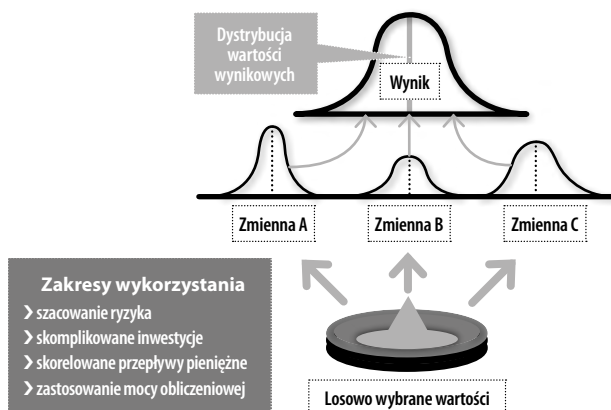 Dystrybucja
wartości
wynikowych
Wynik
Zmienna A
Zmienna B
Zmienna C
Zakresy wykorzystania
❯ szacowanie ryzyka
❯ skomplikowane inwestycje
❯ skorelowane przepływy pieniężne
❯ zastosowanie mocy obliczeniowej
Losowo wybrane wartości